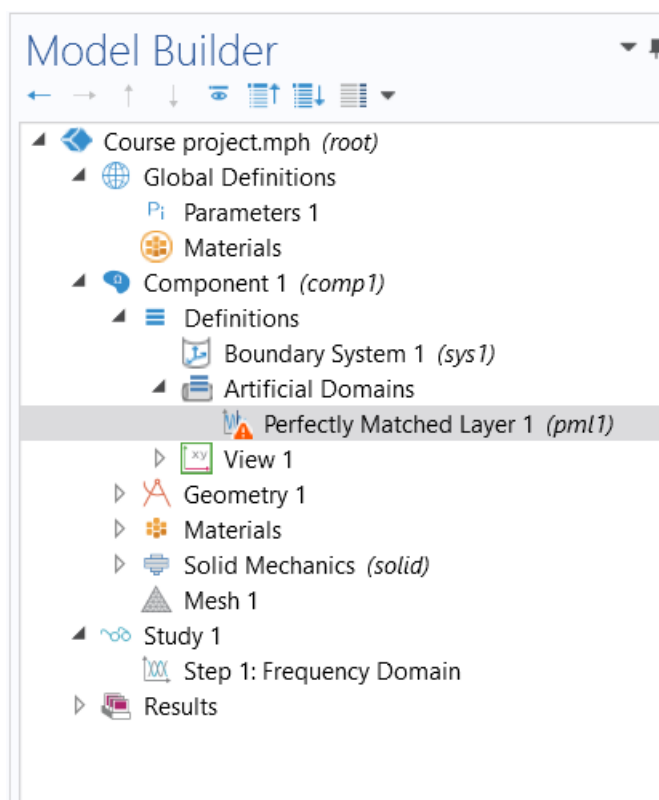 Model Builder
Course project.mph (root)
Global Definitions
Pi Parameters 1
Materials
Component 1 (comp1)
Definitions
Boundary System 1 (sys1)
Artificial Domains
Perfectly Matched Layer 1 (pml1)
xy View 1
Geometry 1
Materials
Solid Mechanics (solid)
Mesh 1
Study 1
Step 1: Frequency Domain
Results